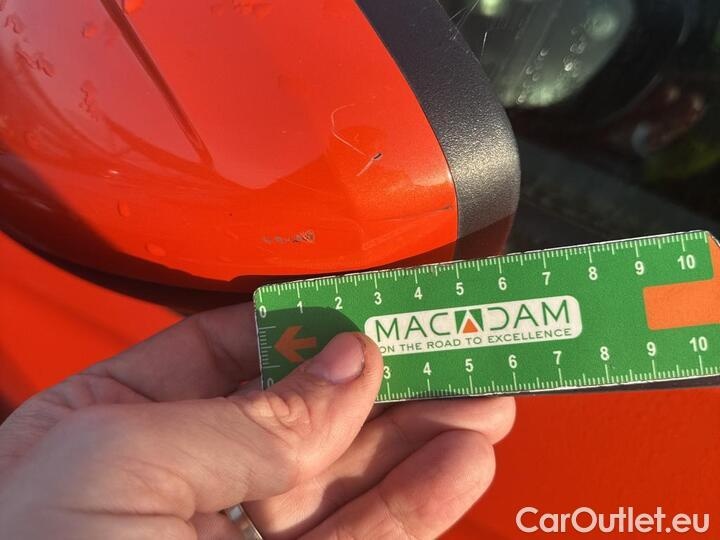 0 1 2 3 4 5 6 7 8 9 10
MACADAM
ON THE ROAD TO EXCELLENCE
0 3 4 5 6 7 8 9 10
CarOutlet.eu